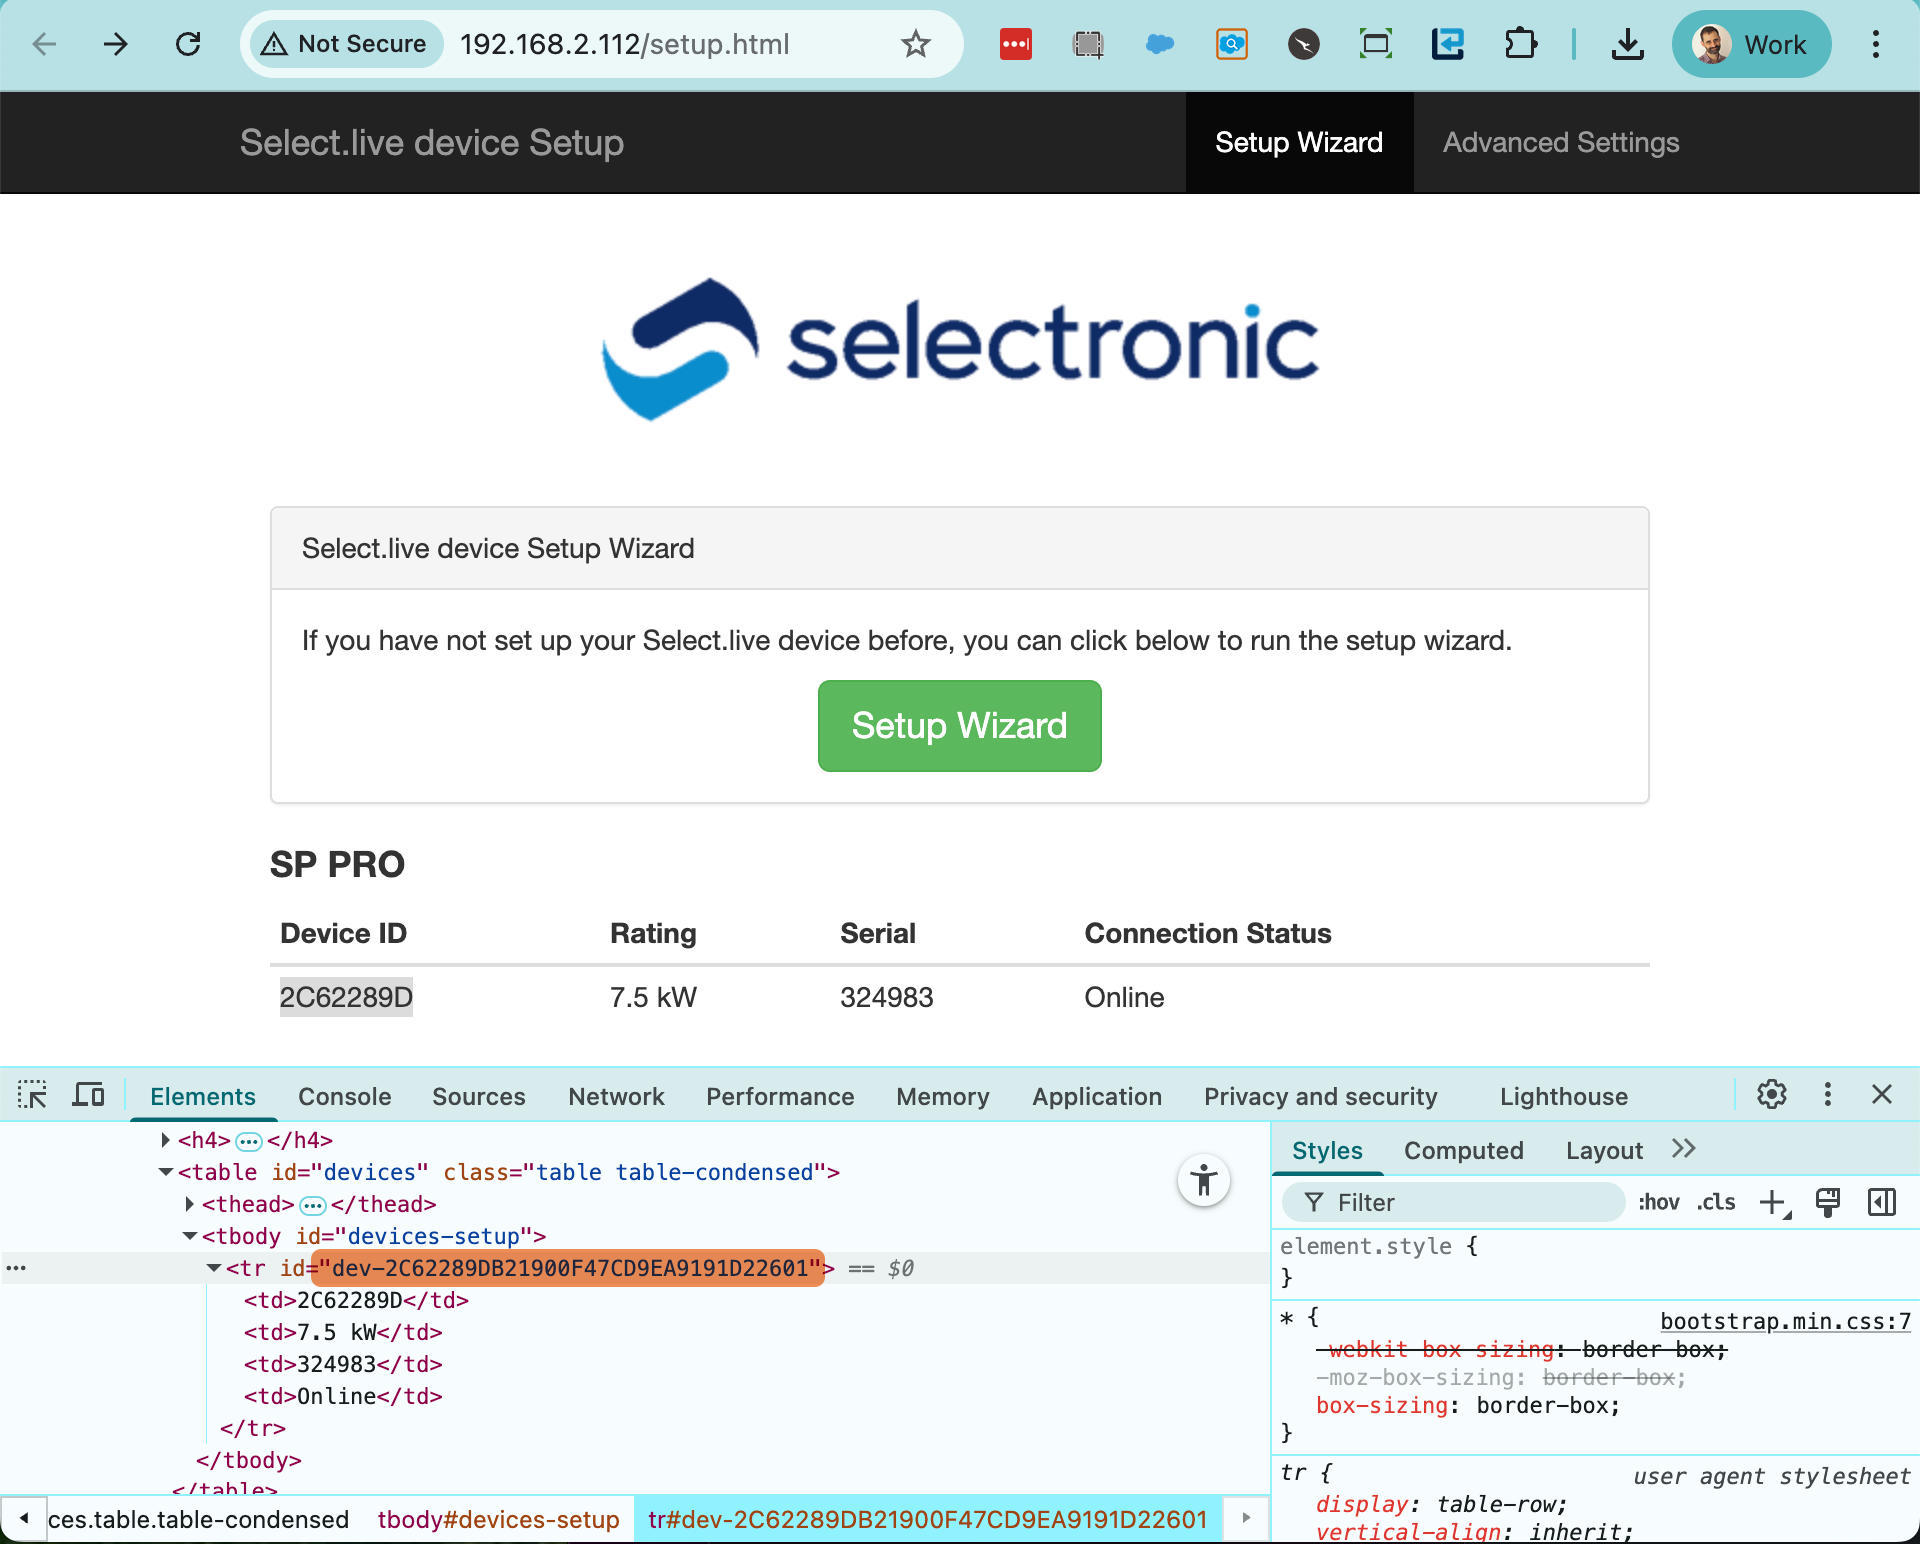 Not Secure 192.168.2.112/setup.html Work
Select.live device Setup Setup Wizard Advanced Settings
selectronic
Select.live device Setup Wizard
If you have not set up your Select.live device before, you can click below to run the setup wizard.
Setup Wizard
SP PRO
Device ID Rating Serial Connection Status
2C62289D 7.5 kW 324983 Online
Elements Console Sources Network Performance Memory Application Privacy and security Lighthouse
<h4>…</h4>
<table id="devices" class="table table-condensed">
<thead>…</thead>
<tbody id="devices-setup">
… <tr id="dev-2C62289DB21900F47CD9EA9191D22601"> == $0
<td>2C62289D</td>
<td>7.5 kW</td>
<td>324983</td>
<td>Online</td>
</tr>
</tbody>
</table>
ces.table.table-condensed tbody#devices-setup tr#dev-2C62289DB21900F47CD9EA9191D22601
Styles Computed Layout
Filter :hov .cls
element.style {
}
* { bootstrap.min.css:7
-webkit-box-sizing: border-box;
-moz-box-sizing: border-box;
box-sizing: border-box;
}
tr { user agent stylesheet
display: table-row;
vertical-align: inherit;